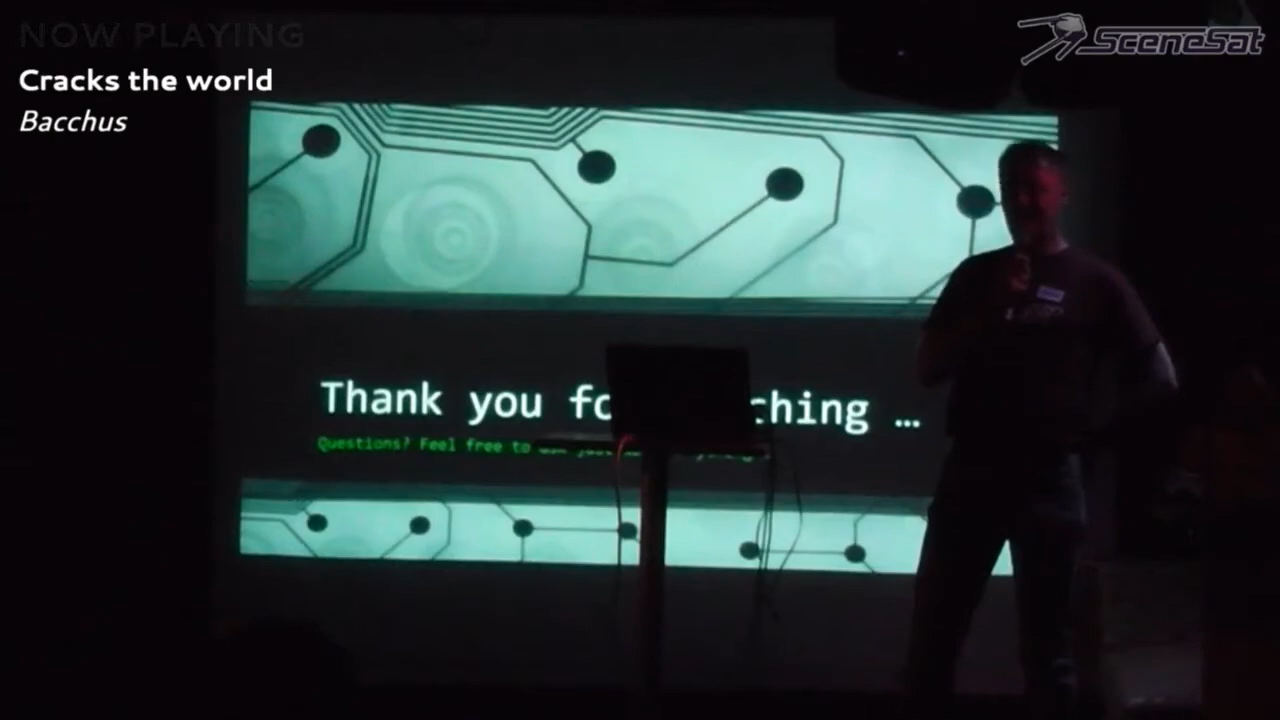 NOW PLAYING
Cracks the world
Bacchus
SceneSat
Thank you fo ching ...
Questions? Feel free to